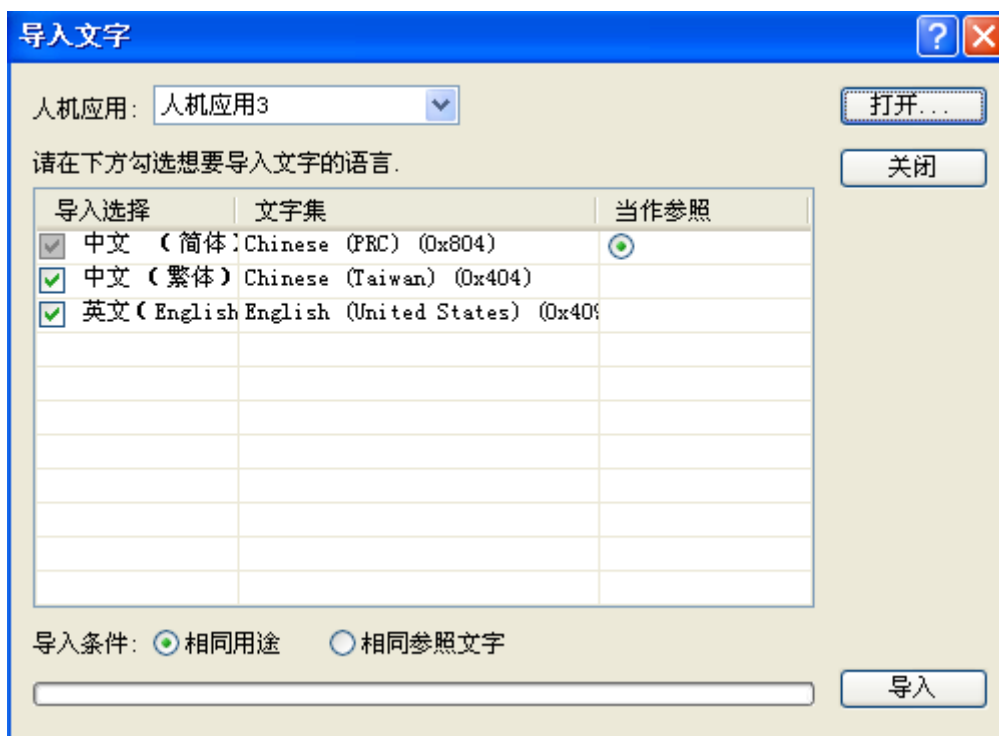 导入文字
人机应用: 人机应用3 打开...
请在下方勾选想要导入文字的语言. 关闭
导入选择 文字集 当作参照
中文 (简体) Chinese (PRC) (0x804)
中文 (繁体) Chinese (Taiwan) (0x404)
英文(English English (United States) (0x409
导入条件: 相同用途 相同参照文字
导入